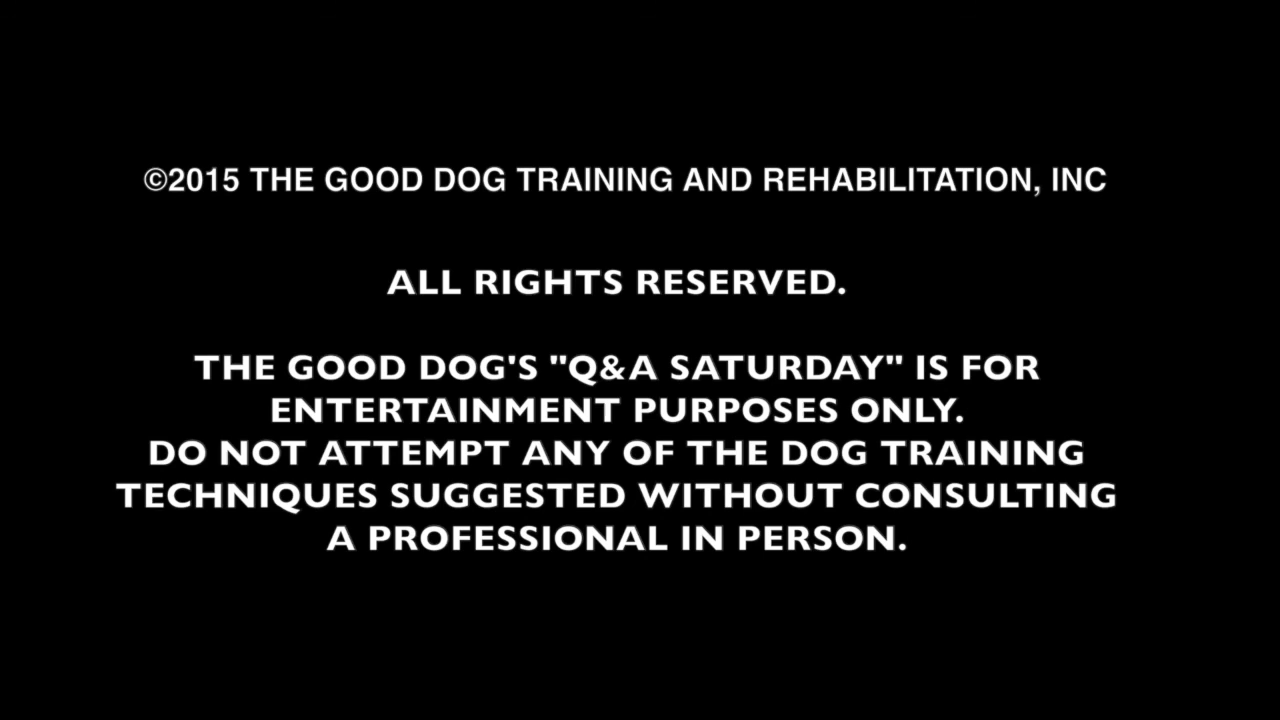 ©2015 THE GOOD DOG TRAINING AND REHABILITATION, INC
ALL RIGHTS RESERVED.
THE GOOD DOG'S "Q&A SATURDAY" IS FOR
ENTERTAINMENT PURPOSES ONLY.
DO NOT ATTEMPT ANY OF THE DOG TRAINING
TECHNIQUES SUGGESTED WITHOUT CONSULTING
A PROFESSIONAL IN PERSON.